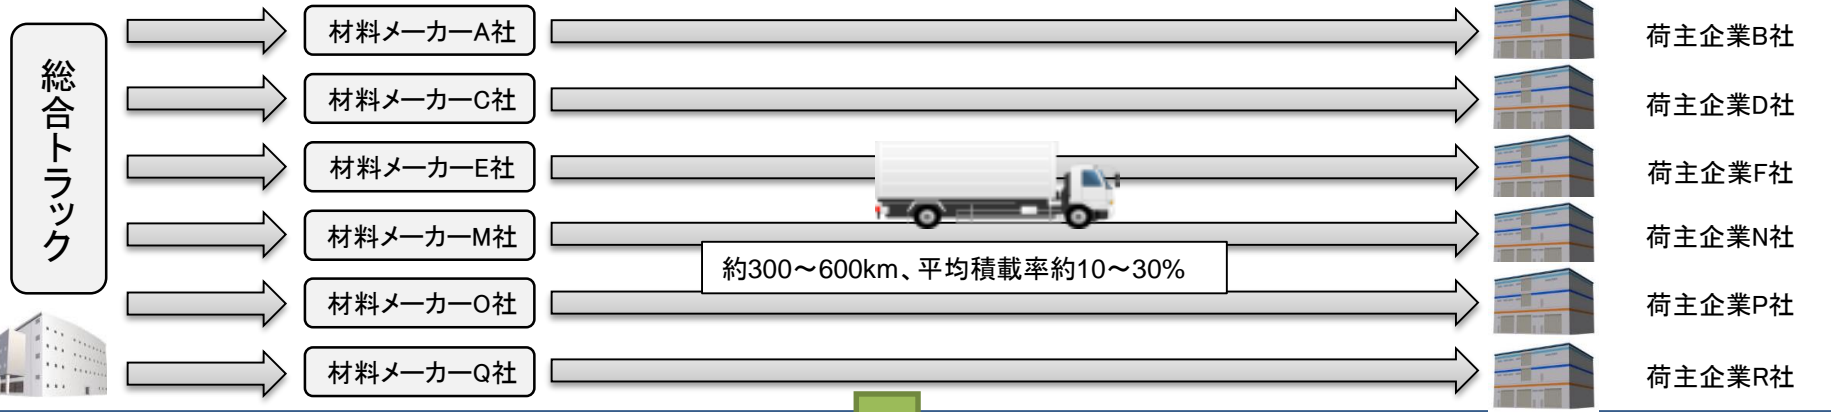 総合トラック
材料メーカーA社
荷主企業B社
材料メーカーC社
荷主企業D社
材料メーカーE社
荷主企業F社
材料メーカーM社
荷主企業N社
約300～600km、平均積載率約10～30%
材料メーカーO社
荷主企業P社
材料メーカーQ社
荷主企業R社